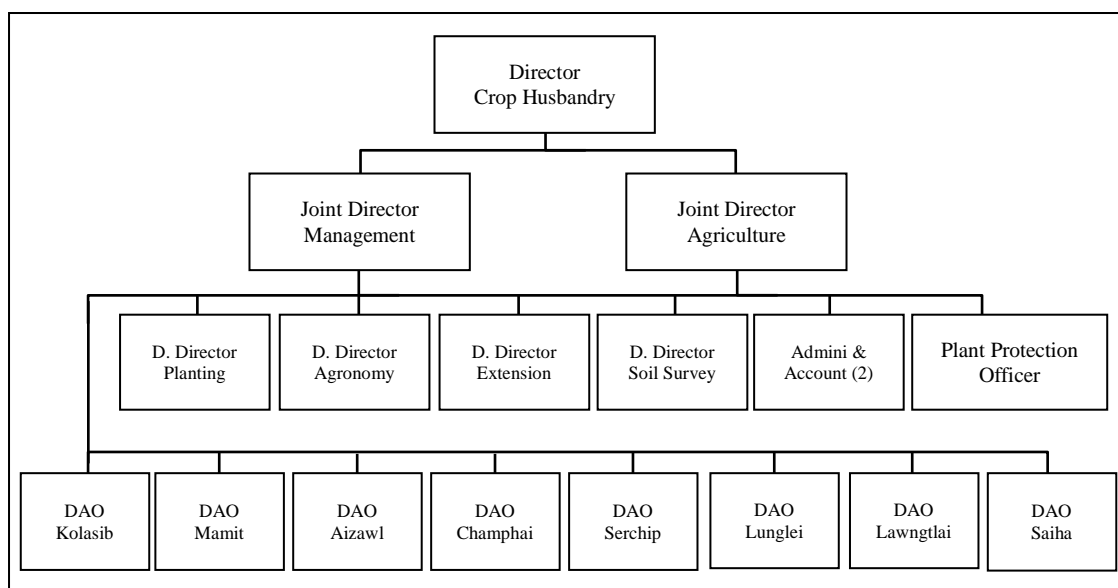 Director
Crop Husbandry
Joint Director
Management
Joint Director
Agriculture
D. Director
Planting
D. Director
Agronomy
D. Director
Extension
D. Director
Soil Survey
Admini &
Account (2)
Plant Protection
Officer
DAO
Kolasib
DAO
Mamit
DAO
Aizawl
DAO
Champhai
DAO
Serchip
DAO
Lunglei
DAO
Lawngtlai
DAO
Saiha